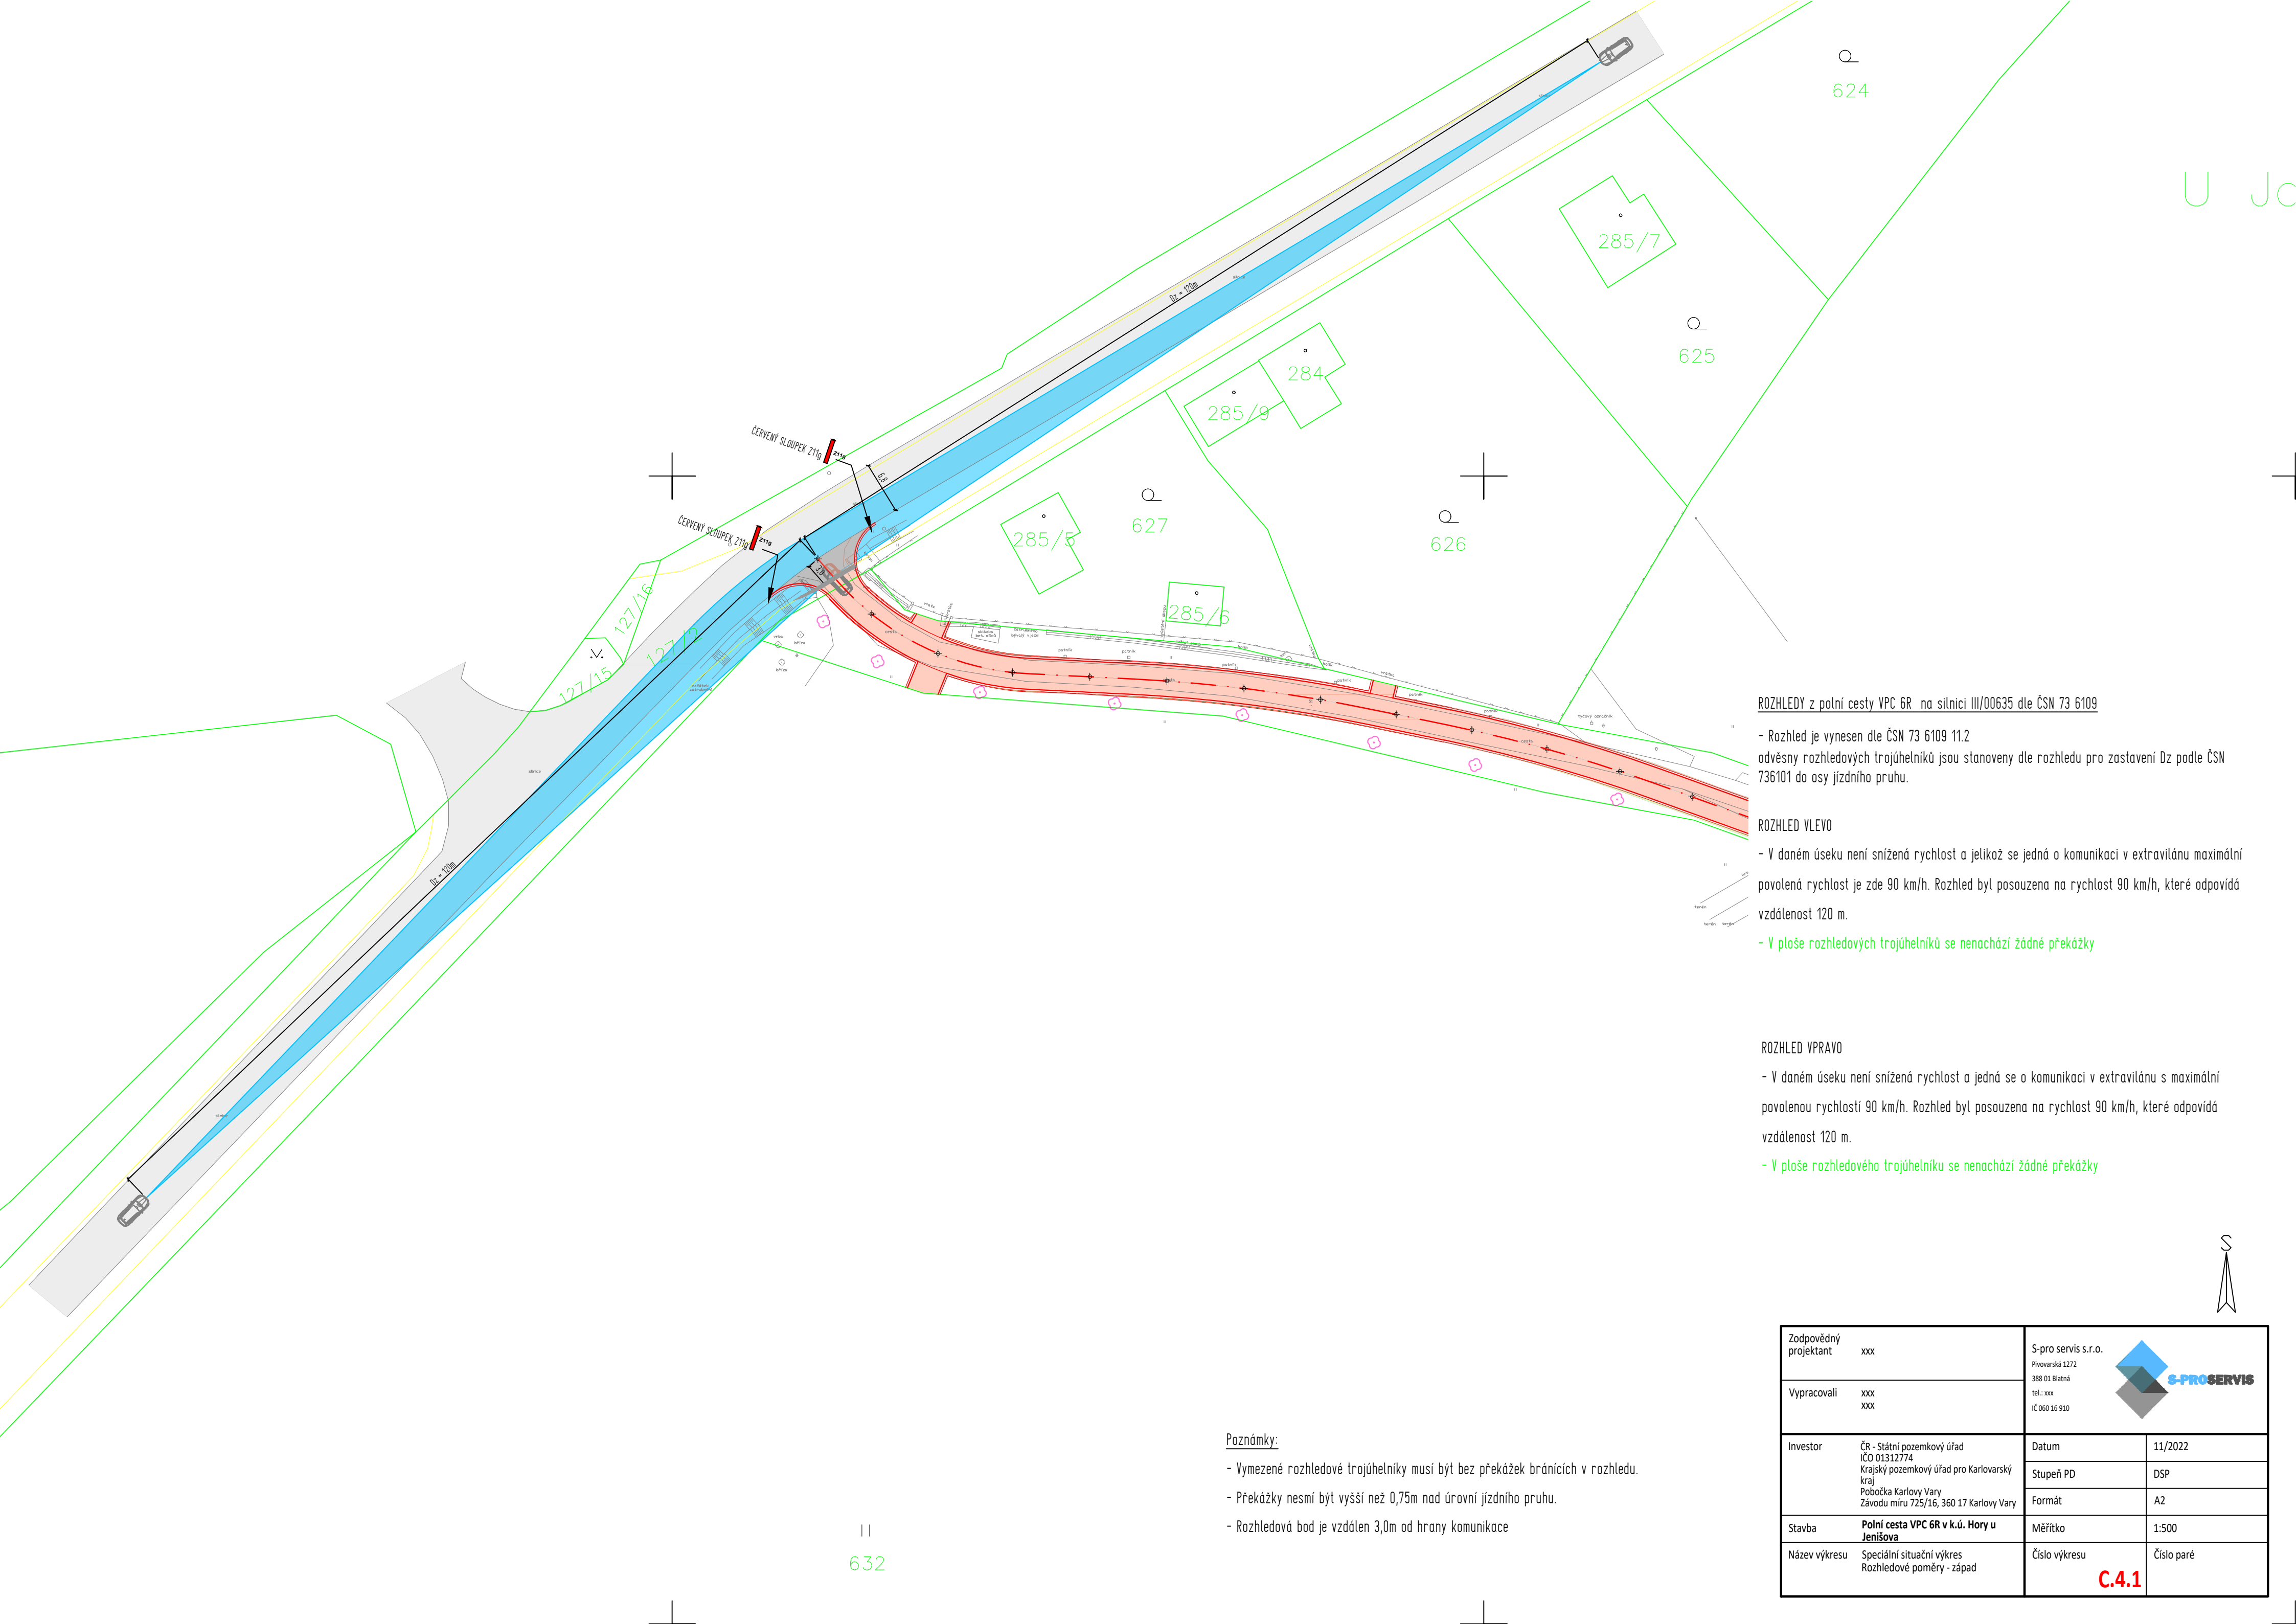 624
U Jo
285/7
625
Dz = 120m
284
285/9
ČERVENÝ SLOUPEK Z11g
Z11g
ČERVENÝ SLOUPEK Z11g
Z11g
627
626
285/5
285/6
127/16
127/2
127/15
Dz = 120m
silnice
silnice
silnice
silnice
cesta
cesta
ROZHLEDY z polní cesty VPC 6R na silnici III/00635 dle ČSN 73 6109
- Rozhled je vynesen dle ČSN 73 6109 11.2
odvěsny rozhledových trojúhelníků jsou stanoveny dle rozhledu pro zastavení Dz podle ČSN
736101 do osy jízdního pruhu.
ROZHLED VLEVO
- V daném úseku není snížená rychlost a jelikož se jedná o komunikaci v extravilánu maximální
povolená rychlost je zde 90 km/h. Rozhled byl posouzena na rychlost 90 km/h, které odpovídá
vzdálenost 120 m.
- V ploše rozhledových trojúhelníků se nenachází žádné překážky
ROZHLED VPRAVO
- V daném úseku není snížená rychlost a jedná se o komunikaci v extravilánu s maximální
povolenou rychlostí 90 km/h. Rozhled byl posouzena na rychlost 90 km/h, které odpovídá
vzdálenost 120 m.
- V ploše rozhledového trojúhelníku se nenachází žádné překážky
S
Poznámky:
- Vymezené rozhledové trojúhelníky musí být bez překážek bránících v rozhledu.
- Překážky nesmí být vyšší než 0,75m nad úrovní jízdního pruhu.
- Rozhledová bod je vzdálen 3,0m od hrany komunikace
632
Zodpovědný
projektant xxx
Vypracovali xxx
xxx
S-pro servis s.r.o.
Pivovarská 1272
388 01 Blatná
tel.: xxx
IČ 060 16 910
S-PROSERVIS
Investor ČR - Státní pozemkový úřad
IČO 01312774
Krajský pozemkový úřad pro Karlovarský
kraj
Pobočka Karlovy Vary
Závodu míru 725/16, 360 17 Karlovy Vary
Datum 11/2022
Stupeň PD DSP
Formát A2
Stavba Polní cesta VPC 6R v k.ú. Hory u
Jenišova
Měřítko 1:500
Název výkresu Speciální situační výkres
Rozhledové poměry - západ
Číslo výkresu Číslo paré
C.4.1